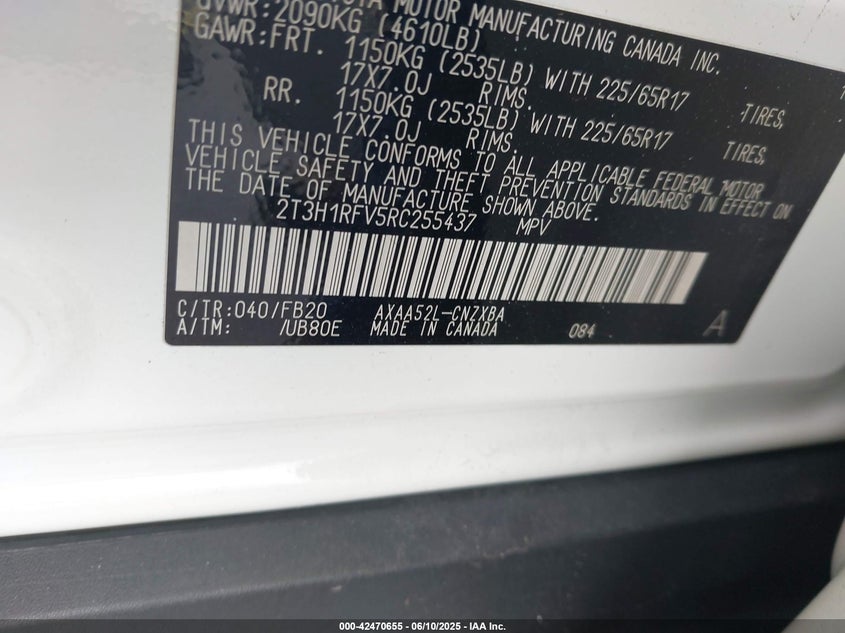 MOTOR MANUFACTURING CANADA INC.
GVWR:2090KG (4610LB)
GAWR:FRT. 1150KG (2535LB) WITH 225/65R17 TIRES,
17X7.0J RIMS.
RR. 1150KG (2535LB) WITH 225/65R17 TIRES,
17X7.0J RIMS.
THIS VEHICLE CONFORMS TO ALL APPLICABLE FEDERAL MOTOR
VEHICLE SAFETY AND THEFT PREVENTION STANDARDS IN EFFECT ON
THE DATE OF MANUFACTURE SHOWN ABOVE.
2T3H1RFV5RC255437 MPV
C/TR:040/FB20 AXAA52L-CNZXBA
A/TM: /UB80E MADE IN CANADA 084 A
000-42470655 - 06/10/2025 - IAA Inc.